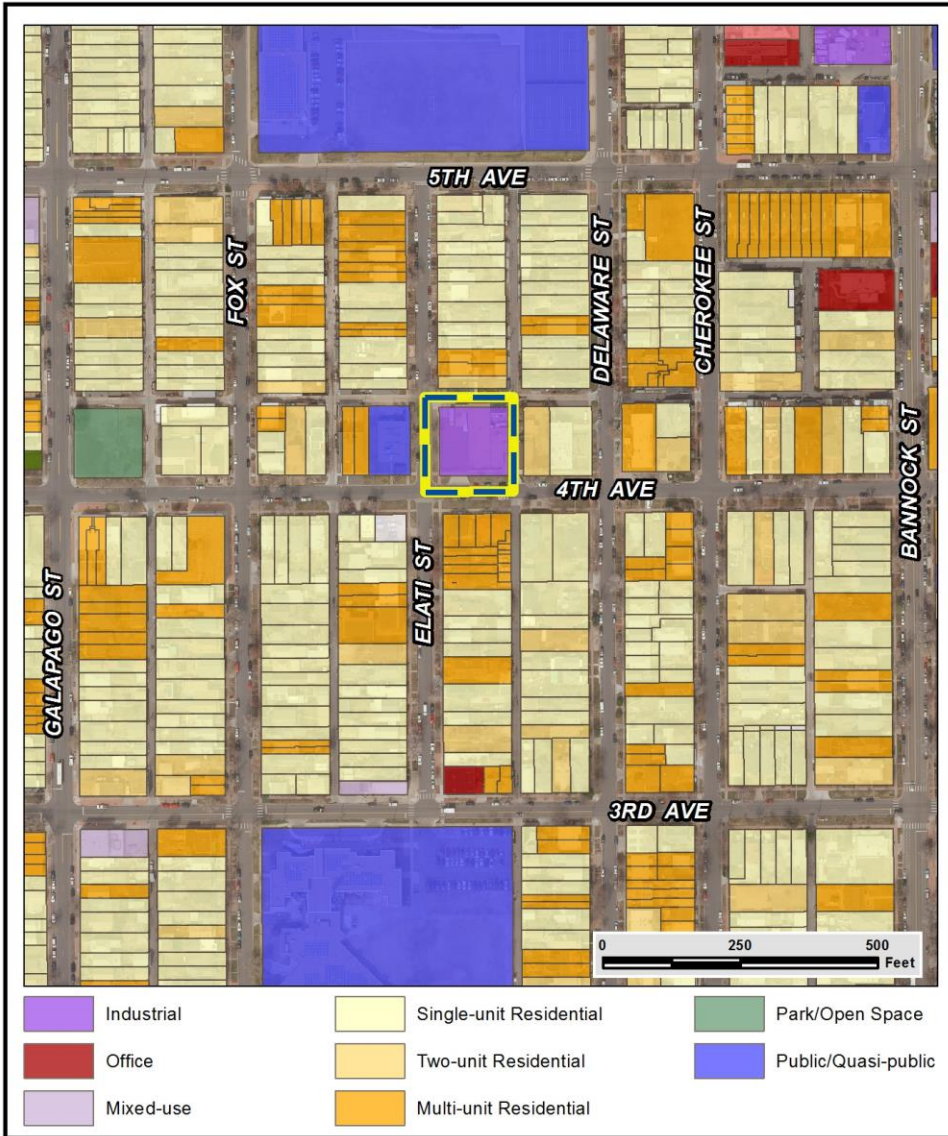 5TH AVE
FOX ST
DELAWARE ST
CHEROKEE ST
BANNOCK ST
4TH AVE
ELATI ST
GALAPAGO ST
3RD AVE
0 250 500
Feet
Industrial
Office
Mixed-use
Single-unit Residential
Two-unit Residential
Multi-unit Residential
Park/Open Space
Public/Quasi-public